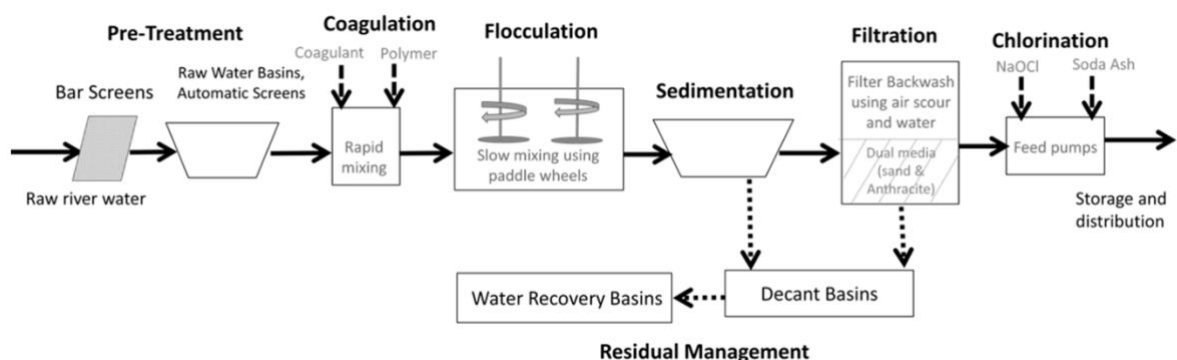 Pre-Treatment
Bar Screens
Raw river water
Raw Water Basins,
Automatic Screens
Coagulation
Coagulant
Polymer
Rapid
mixing
Flocculation
Slow mixing using
paddle wheels
Sedimentation
Filtration
Filter Backwash
using air scour
and water
Dual media
(sand &
Anthracite)
Chlorination
NaOCl
Soda Ash
Feed pumps
Storage and
distribution
Water Recovery Basins
Decant Basins
Residual Management